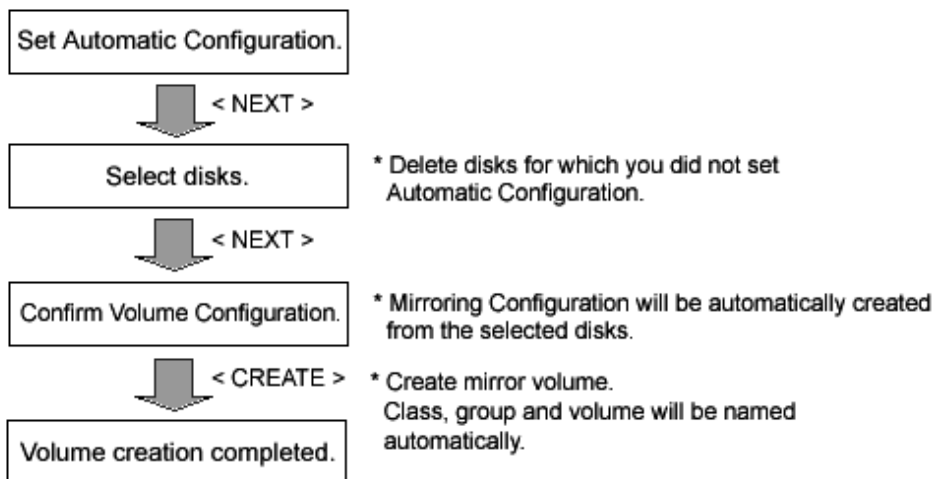 Set Automatic Configuration.
< NEXT >
Select disks.
* Delete disks for which you did not set
Automatic Configuration.
< NEXT >
Confirm Volume Configuration.
* Mirroring Configuration will be automatically created
from the selected disks.
< CREATE >
* Create mirror volume.
Class, group and volume will be named
automatically.
Volume creation completed.